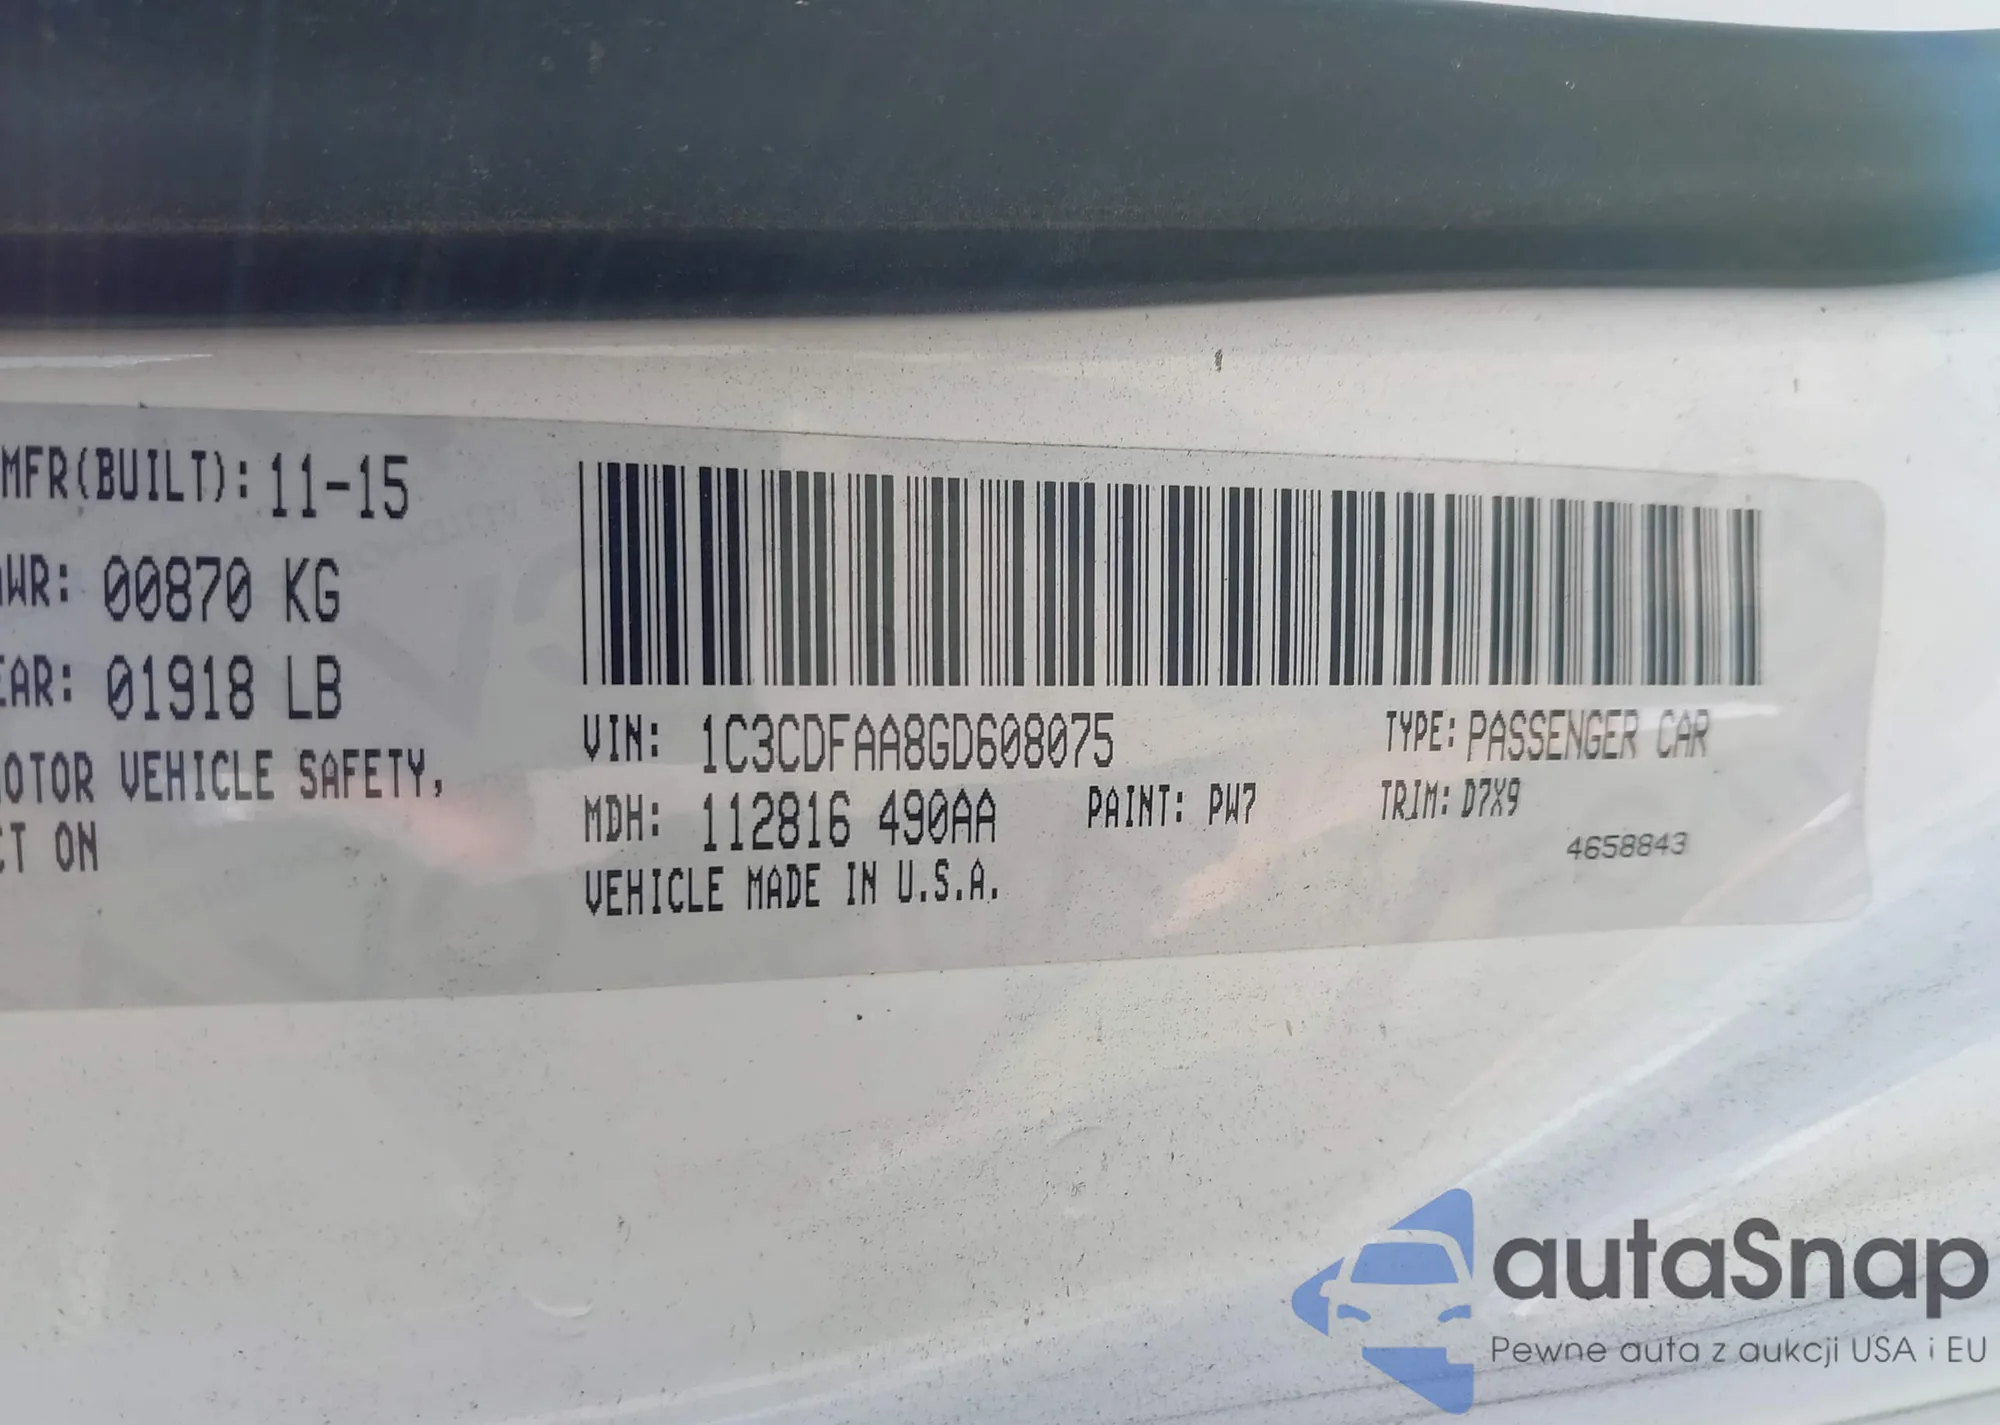 MFR(BUILT): 11-15
WR: 00870 KG
EAR: 01918 LB
OTOR VEHICLE SAFETY,
CT ON
VIN: 1C3CDFAA8GD608075
TYPE: PASSENGER CAR
MDH: 112816 490AA
PAINT: PW7
TRIM: D7X9
VEHICLE MADE IN U.S.A.
4658843
autaSnap
Pewne auta z aukcji USA i EU